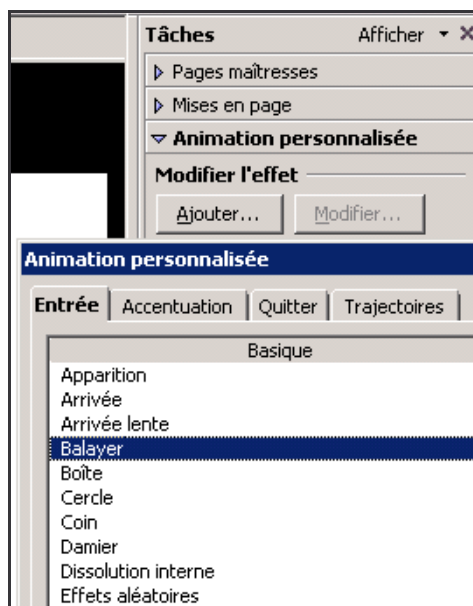 Tâches Afficher
Pages maîtresses
Mises en page
Animation personnalisée
Modifier l'effet
Ajouter... Modifier...
Animation personnalisée
Entrée Accentuation Quitter Trajectoires
Basique
Apparition
Arrivée
Arrivée lente
Balayer
Boîte
Cercle
Coin
Damier
Dissolution interne
Effets aléatoires